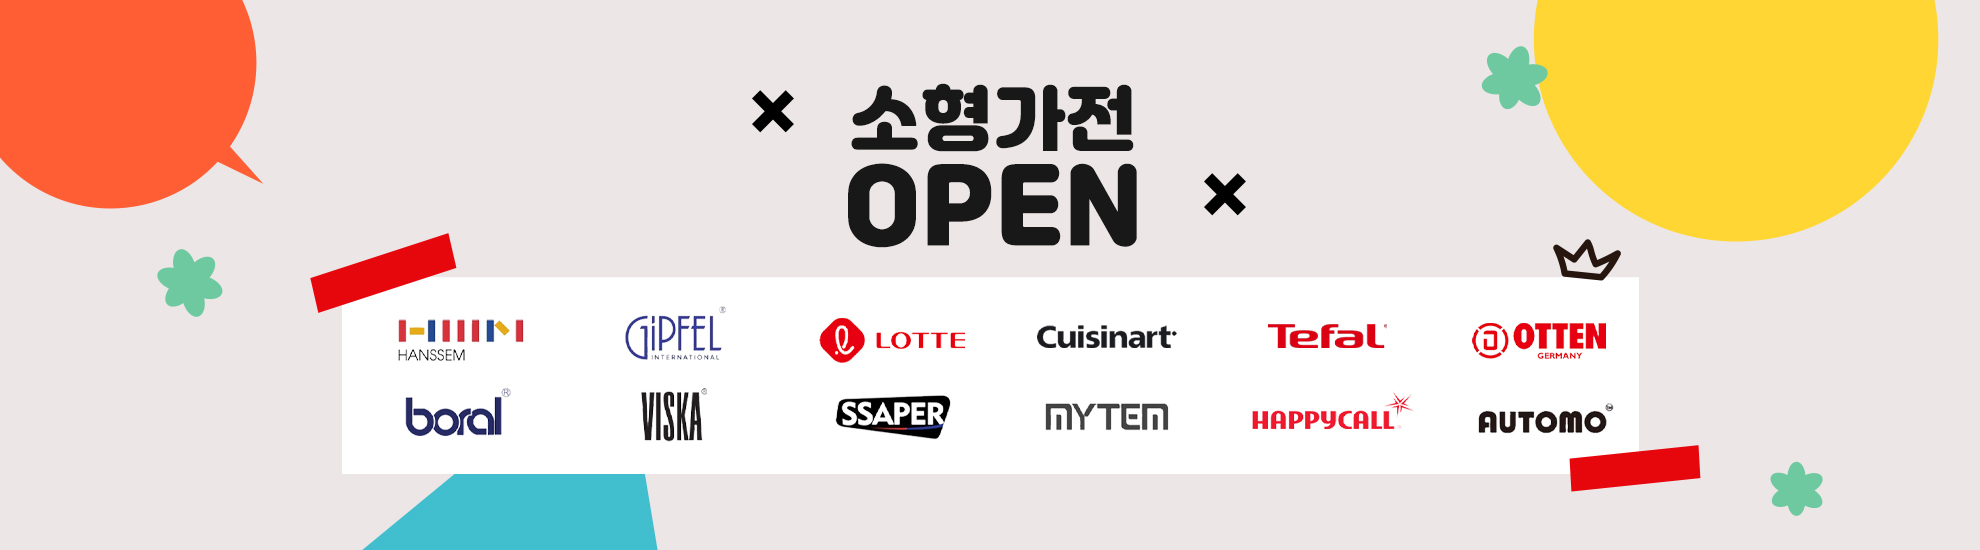 소형가전
OPEN
HANSSEM
GiPFEL®
INTERNATIONAL
LOTTE
Cuisinart
Tefal
OTTEN
GERMANY
boral®
VISKA®
SSAPER
MYTEM
HAPPYCALL
AUTOMO